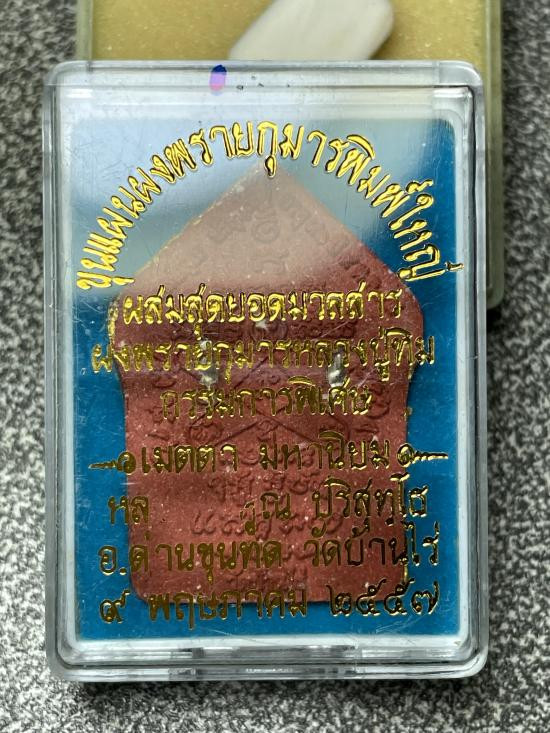 ขุนแผนผงพรายกุมารพิมพ์ใหญ่
ผสมสุดยอดมวลสาร
ผงพรายกุมารหลวงปู่ทิม
กรรมการพิเศษ
เมตตา มหานิยม
หล ูณ ปริสุทฺโธ
อ.ด่านขุนทด วัดบ้านไร่
๙ พฤษภาคม ๒๕๕๗